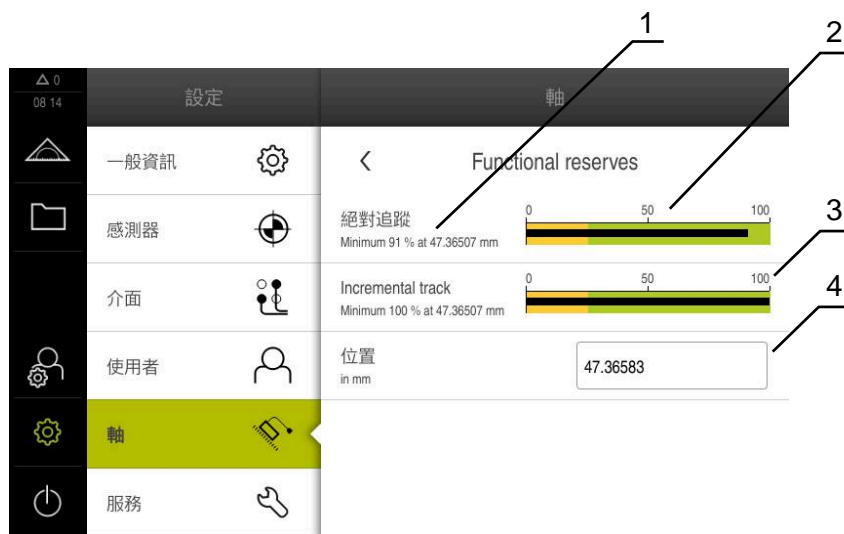 1
2
△ 0
08 14
設定
軸
一般資訊
Functional reserves
感測器
絕對追蹤
Minimum 91 % at 47.36507 mm
0 50 100
3
介面
Incremental track
Minimum 100 % at 47.36507 mm
0 50 100
4
使用者
位置
in mm
47.36583
軸
服務